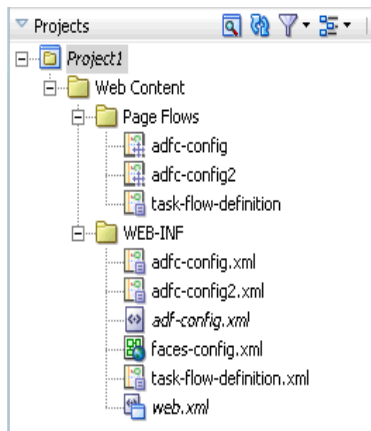 Projects
Project1
Web Content
Page Flows
adfc-config
adfc-config2
task-flow-definition
WEB-INF
adfc-config.xml
adfc-config2.xml
adf-config.xml
faces-config.xml
task-flow-definition.xml
web.xml